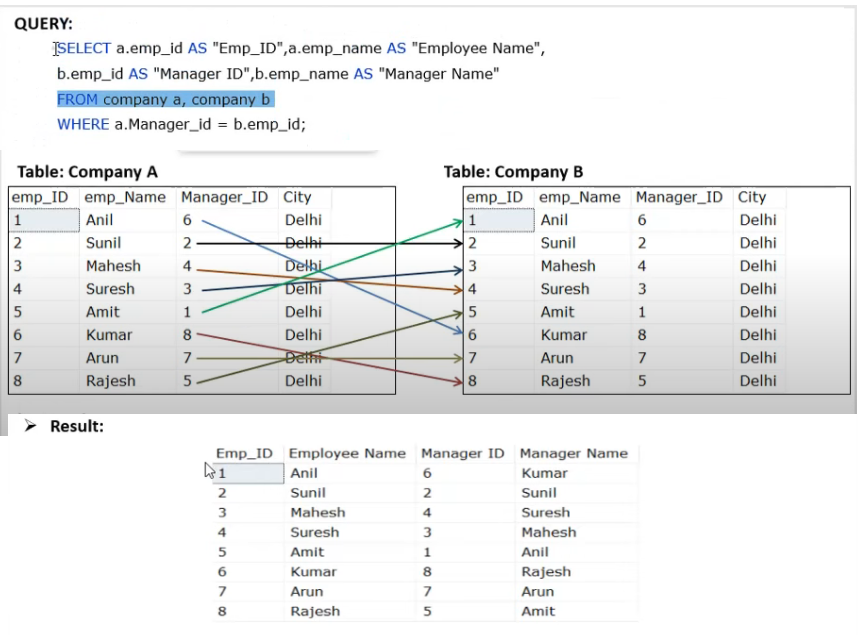 QUERY:
SELECT a.emp_id AS "Emp_ID",a.emp_name AS "Employee Name",
b.emp_id AS "Manager ID",b.emp_name AS "Manager Name"
FROM company a, company b
WHERE a.Manager_id = b.emp_id;
Table: Company A
emp_ID emp_Name Manager_ID City
1 Anil 6 Delhi
2 Sunil 2 Delhi
3 Mahesh 4 Delhi
4 Suresh 3 Delhi
5 Amit 1 Delhi
6 Kumar 8 Delhi
7 Arun 7 Delhi
8 Rajesh 5 Delhi
Table: Company B
emp_ID emp_Name Manager_ID City
1 Anil 6 Delhi
2 Sunil 2 Delhi
3 Mahesh 4 Delhi
4 Suresh 3 Delhi
5 Amit 1 Delhi
6 Kumar 8 Delhi
7 Arun 7 Delhi
8 Rajesh 5 Delhi
➢ Result:
Emp_ID Employee Name Manager ID Manager Name
1 Anil 6 Kumar
2 Sunil 2 Sunil
3 Mahesh 4 Suresh
4 Suresh 3 Mahesh
5 Amit 1 Anil
6 Kumar 8 Rajesh
7 Arun 7 Arun
8 Rajesh 5 Amit